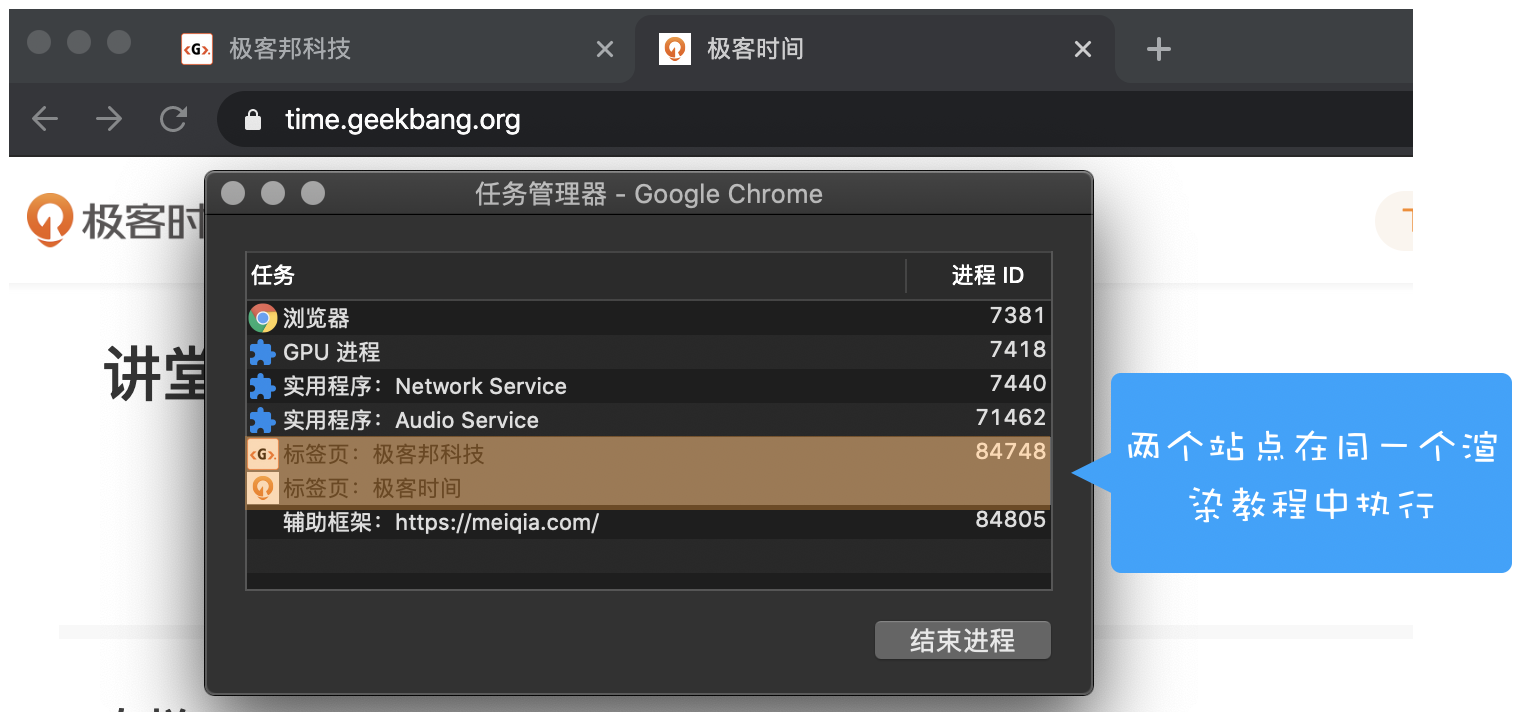 <G>. 极客邦科技
极客时间
time.geekbang.org
极客时
任务管理器 - Google Chrome
任务 进程 ID
浏览器 7381
GPU 进程 7418
实用程序：Network Service 7440
实用程序：Audio Service 71462
<G>. 标签页：极客邦科技 84748
标签页：极客时间
辅助框架：https://meiqia.com/ 84805
结束进程
讲堂
两个站点在同一个渲
染教程中执行